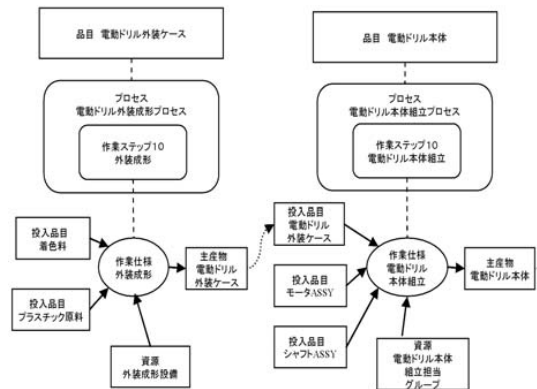 品目 電動ドリル外装ケース
プロセス
電動ドリル外装成形プロセス
作業ステップ10
外装成形
投入品目
着色料
作業仕様
外装成形
主産物
電動ドリル
外装ケース
投入品目
プラスチック原料
資源
外装成形設備
品目 電動ドリル本体
プロセス
電動ドリル本体組立プロセス
作業ステップ10
電動ドリル本体組立
投入品目
電動ドリル
外装ケース
作業仕様
電動ドリル
本体組立
主産物
電動ドリル本体
投入品目
モータASSY
投入品目
シャフトASSY
資源
電動ドリル本体
組立担当
グループ